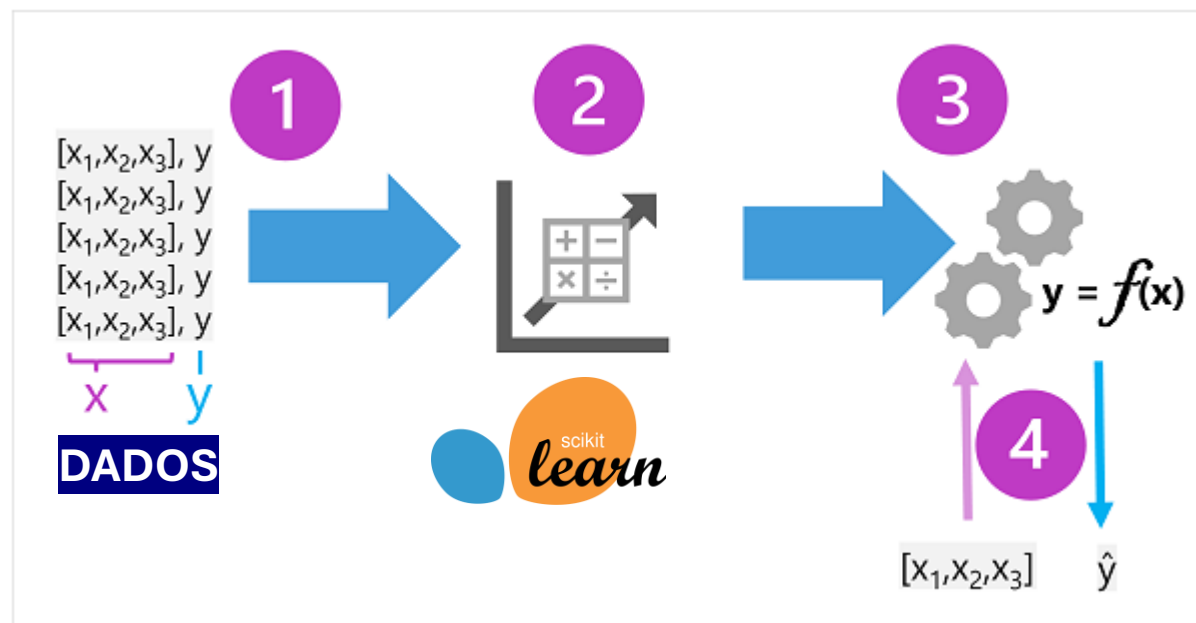 1
2
3
[x₁,x₂,x₃], y
[x₁,x₂,x₃], y
[x₁,x₂,x₃], y
[x₁,x₂,x₃], y
[x₁,x₂,x₃], y
x y
DADOS
+ −
× ÷
scikit
learn
y = f(x)
4
[x₁,x₂,x₃] ŷ